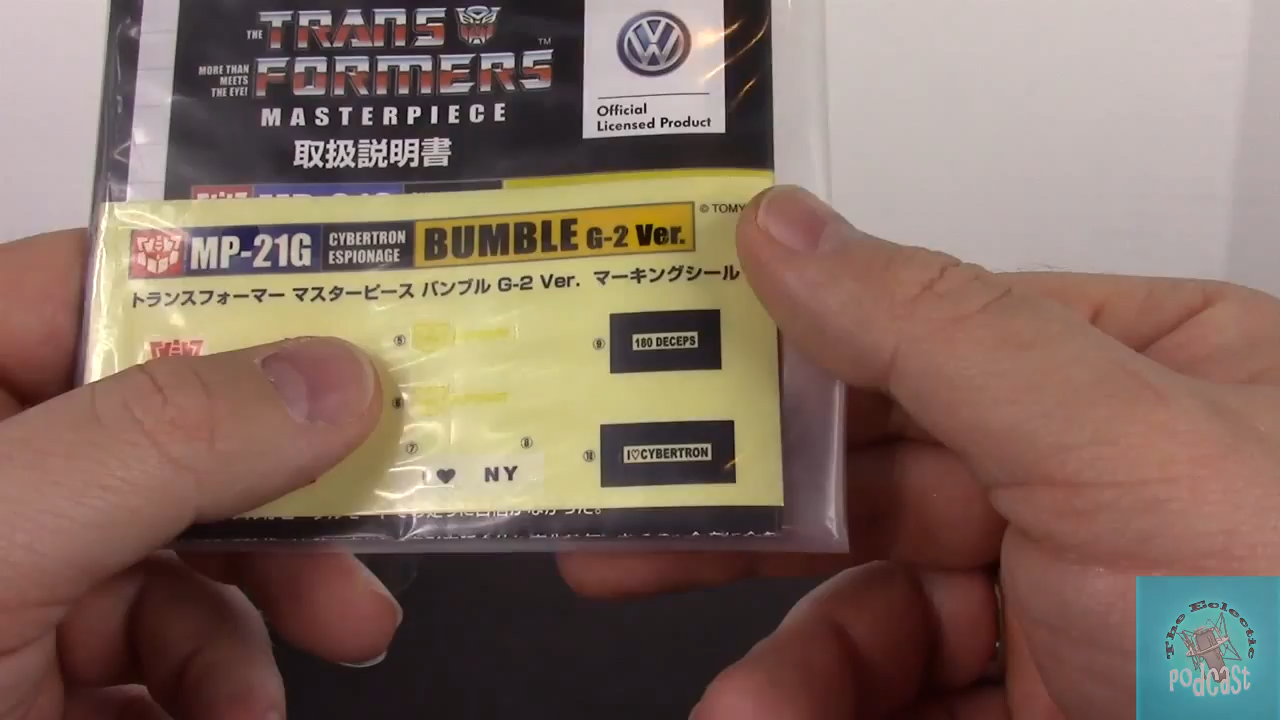 THE TRANSFORMERS™
MORE THAN MEETS THE EYE!
MASTERPIECE
取扱説明書
Official
Licensed Product
© TOMY
MP-21G CYBERTRON ESPIONAGE BUMBLE G-2 Ver.
トランスフォーマー マスターピース バンブル G-2 Ver. マーキングシール
⑤
⑨ 180 DECEPS
⑥
⑦ ⑧
I ♥ NY
⑩ I♡CYBERTRON
The Eclectic
podcast